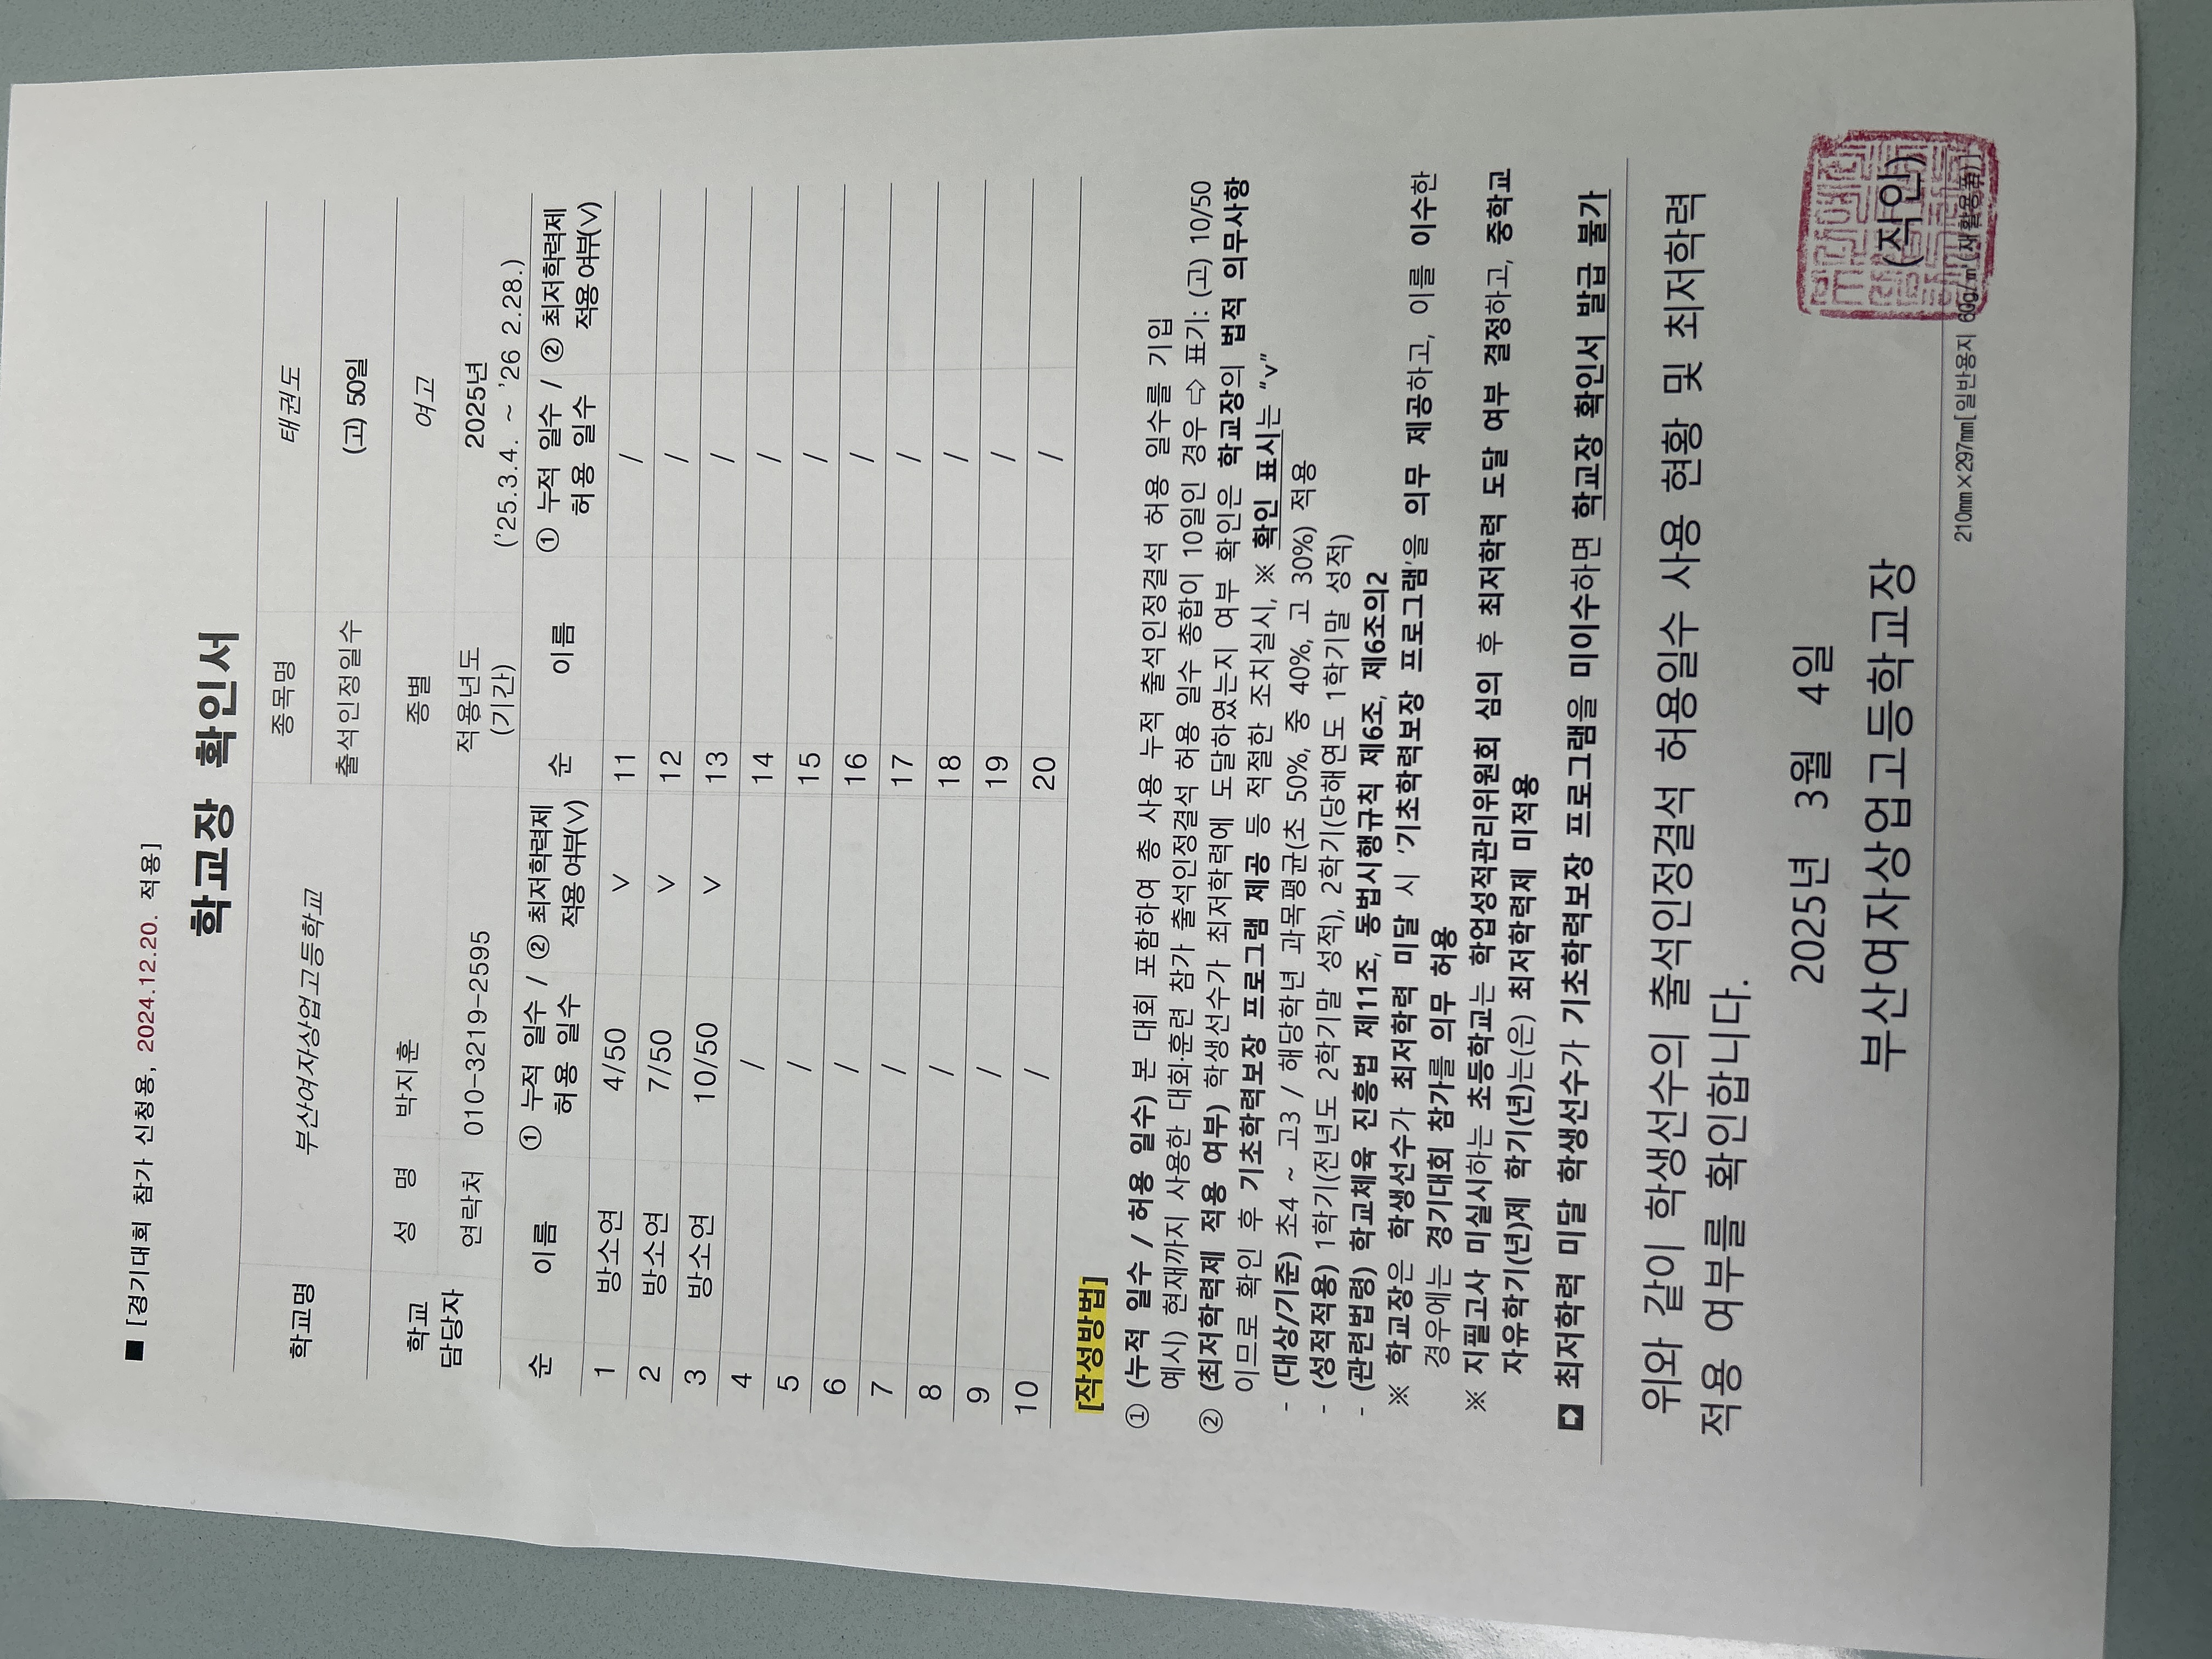 ■ [경기대회 참가 신청용, 2024.12.20. 적용]
학교장 확인서
학교명 부산여자상업고등학교 종목명 태권도
출석인정일수 (고) 50일
학교 담당자 성 명 박지훈 종별 여고
연락처 010-3219-2595 적용년도 (기간) 2025년 ('25.3.4. ~ '26 2.28.)
순 이름 ① 누적 일수 / 허용 일수 ② 최저학력제 적용여부(V) 순 이름 ① 누적 일수 / 허용 일수 ② 최저학력제 적용여부(V)
1 방소연 4/50 V 11 /
2 방소연 7/50 V 12 /
3 방소연 10/50 V 13 /
4 / 14 /
5 / 15 /
6 / 16 /
7 / 17 /
8 / 18 /
9 / 19 /
10 / 20 /
[작성방법]
① (누적 일수 / 허용 일수) 본 대회 포함하여 총 사용 누적 출석인정결석 허용 일수를 기입
예시) 현재까지 사용한 대회·훈련 참가 출석인정결석 허용 일수 총합이 10일인 경우 ⇨ 표기: (고) 10/50
② (최저학력제 적용 여부) 학생선수가 최저학력에 도달하였는지 여부 확인은 학교장의 법적 의무사항
이므로 확인 후 기초학력보장 프로그램 제공 등 적절한 조치실시, ※ 확인 표시는 "v"
- (대상/기준) 초4 ~ 고3 / 해당학년 과목평균(초 50%, 중 40%, 고 30%) 적용
- (성적적용) 1학기(전년도 2학기말 성적), 2학기(당해연도 1학기말 성적)
- (관련법령) 학교체육 진흥법 제11조, 동법시행규칙 제6조, 제6조의2
※ 학교장은 학생선수가 최저학력 미달 시 '기초학력보장 프로그램'을 의무 제공하고, 이를 이수한
경우에는 경기대회 참가를 의무 허용
※ 지필고사 미실시하는 초등학교는 학업성적관리위원회 심의 후 최저학력 도달 여부 결정하고, 중학교
자유학기(년)제 학기(년)는(은) 최저학력제 미적용
➡ 최저학력 미달 학생선수가 기초학력보장 프로그램을 미이수하면 학교장 확인서 발급 불가
위와 같이 학생선수의 출석인정결석 허용일수 사용 현황 및 최저학력
적용 여부를 확인합니다.
2025년 3월 4일
부산여자상업고등학교장 (직인)
210mm×297mm[일반용지 60g/㎡(재활용품)]